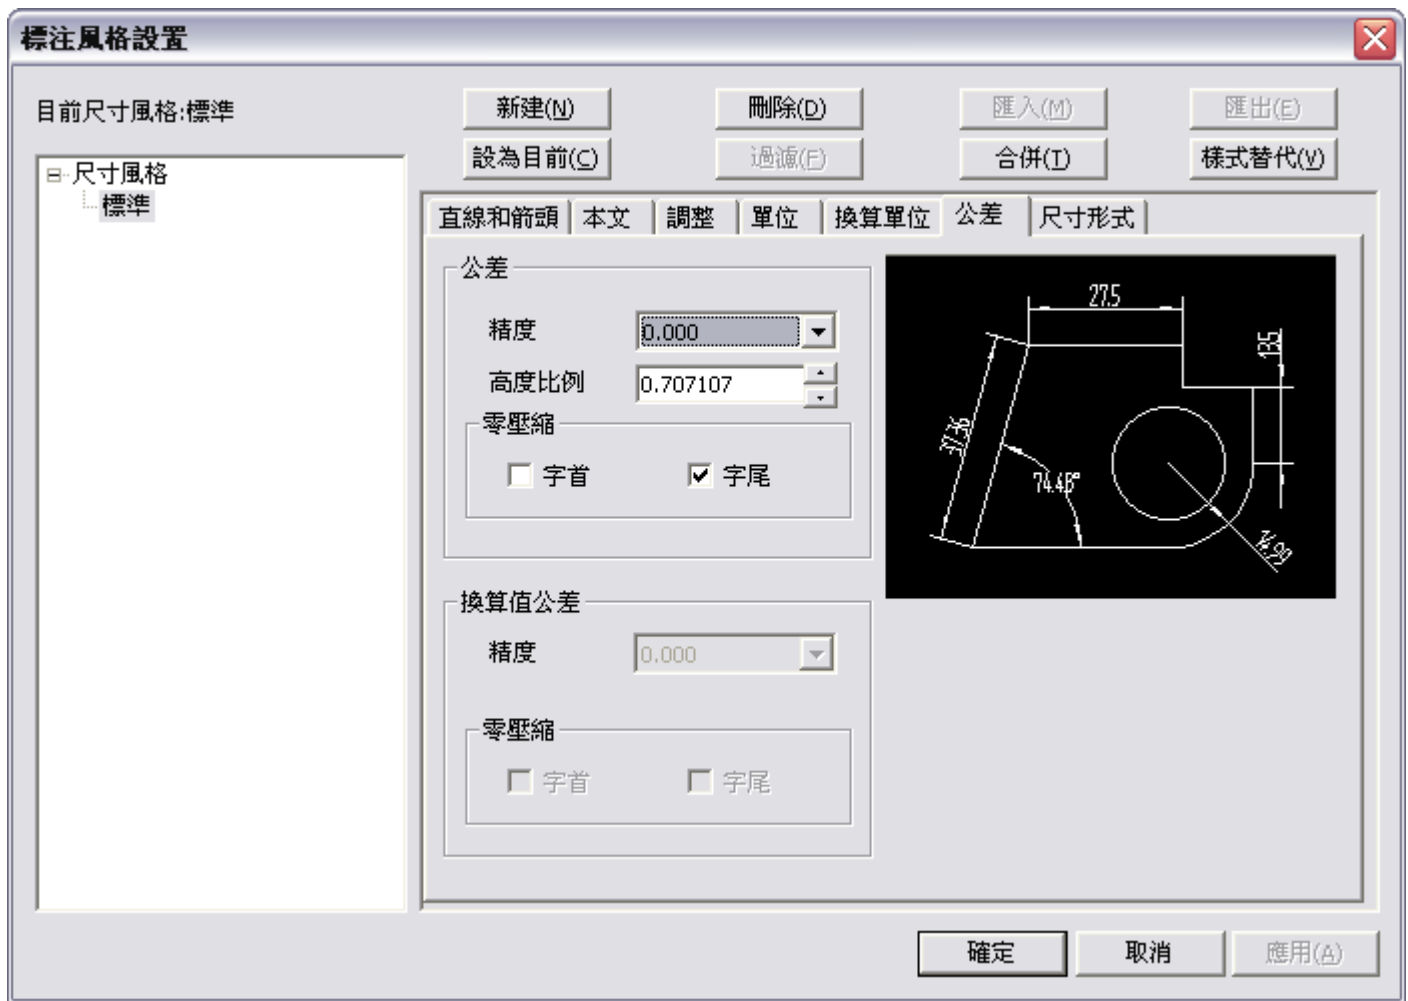 標注風格設置
目前尺寸風格:標準
新建(N)
刪除(D)
匯入(M)
匯出(E)
設為目前(C)
過濾(F)
合併(T)
樣式替代(V)
尺寸風格
標準
直線和箭頭
本文
調整
單位
換算單位
公差
尺寸形式
公差
精度
0.000
高度比例
0.707107
零壓縮
字首
字尾
27.5
13.5
37.36
74.48°
14.99
換算值公差
精度
0.000
零壓縮
字首
字尾
確定
取消
應用(A)